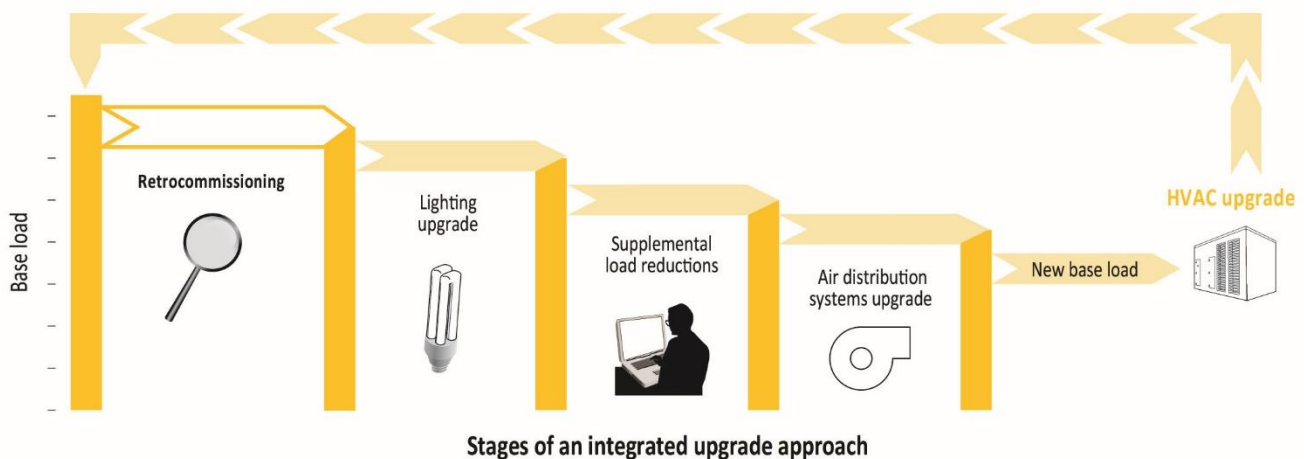 Retrocommissioning
Lighting
upgrade
Supplemental
load reductions
Air distribution
systems upgrade
New base load
HVAC upgrade
Base load
Stages of an integrated upgrade approach